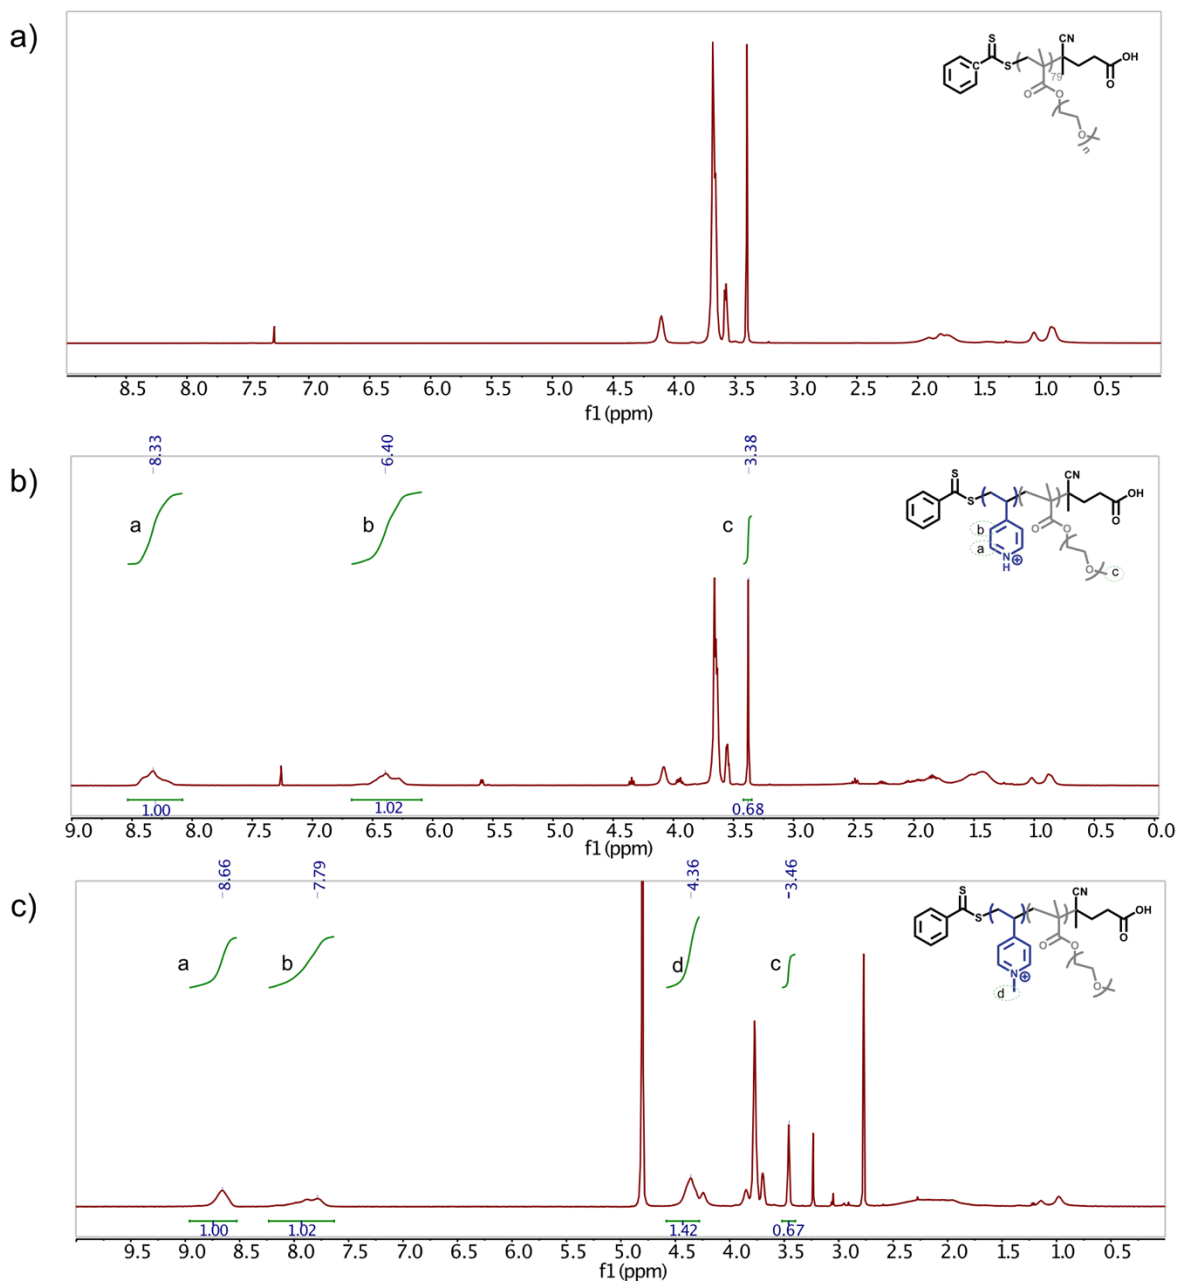 a)
S
S
CN
OH
O
79
O
O
O
n
8.5 8.0 7.5 7.0 6.5 6.0 5.5 5.0 4.5 4.0 3.5 3.0 2.5 2.0 1.5 1.0 0.5
f1 (ppm)
b)
8.33 6.40 3.38
a b c
S
S
CN
OH
O
b
a
N
H
⊕
O
O
O
c
1.00 1.02 0.68
9.0 8.5 8.0 7.5 7.0 6.5 6.0 5.5 5.0 4.5 4.0 3.5 3.0 2.5 2.0 1.5 1.0 0.5 0.0
f1 (ppm)
c)
8.66 7.79 4.36 3.46
a b d c
S
S
CN
OH
O
N
⊕
d
O
O
O
1.00 1.02 1.42 0.67
9.5 9.0 8.5 8.0 7.5 7.0 6.5 6.0 5.5 5.0 4.5 4.0 3.5 3.0 2.5 2.0 1.5 1.0 0.5
f1 (ppm)